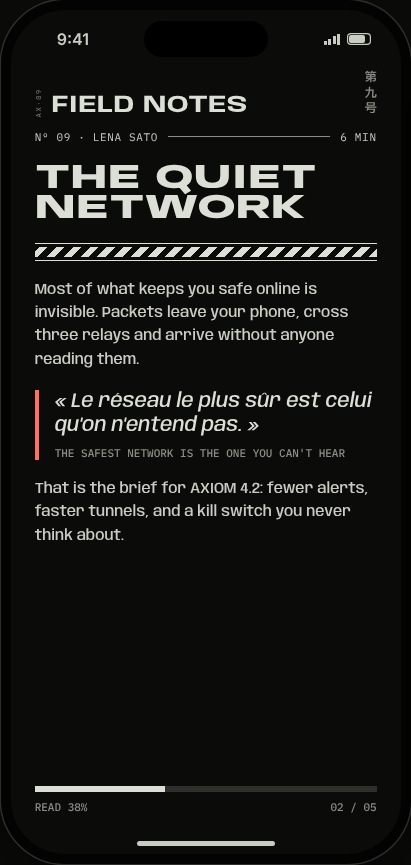 9:41
AX-09
FIELD NOTES
第九号
Nº 09 · LENA SATO
6 MIN
THE QUIET
NETWORK
Most of what keeps you safe online is
invisible. Packets leave your phone, cross
three relays and arrive without anyone
reading them.
« Le réseau le plus sûr est celui
qu'on n'entend pas. »
THE SAFEST NETWORK IS THE ONE YOU CAN'T HEAR
That is the brief for AXIOM 4.2: fewer alerts,
faster tunnels, and a kill switch you never
think about.
READ 38%
02 / 05